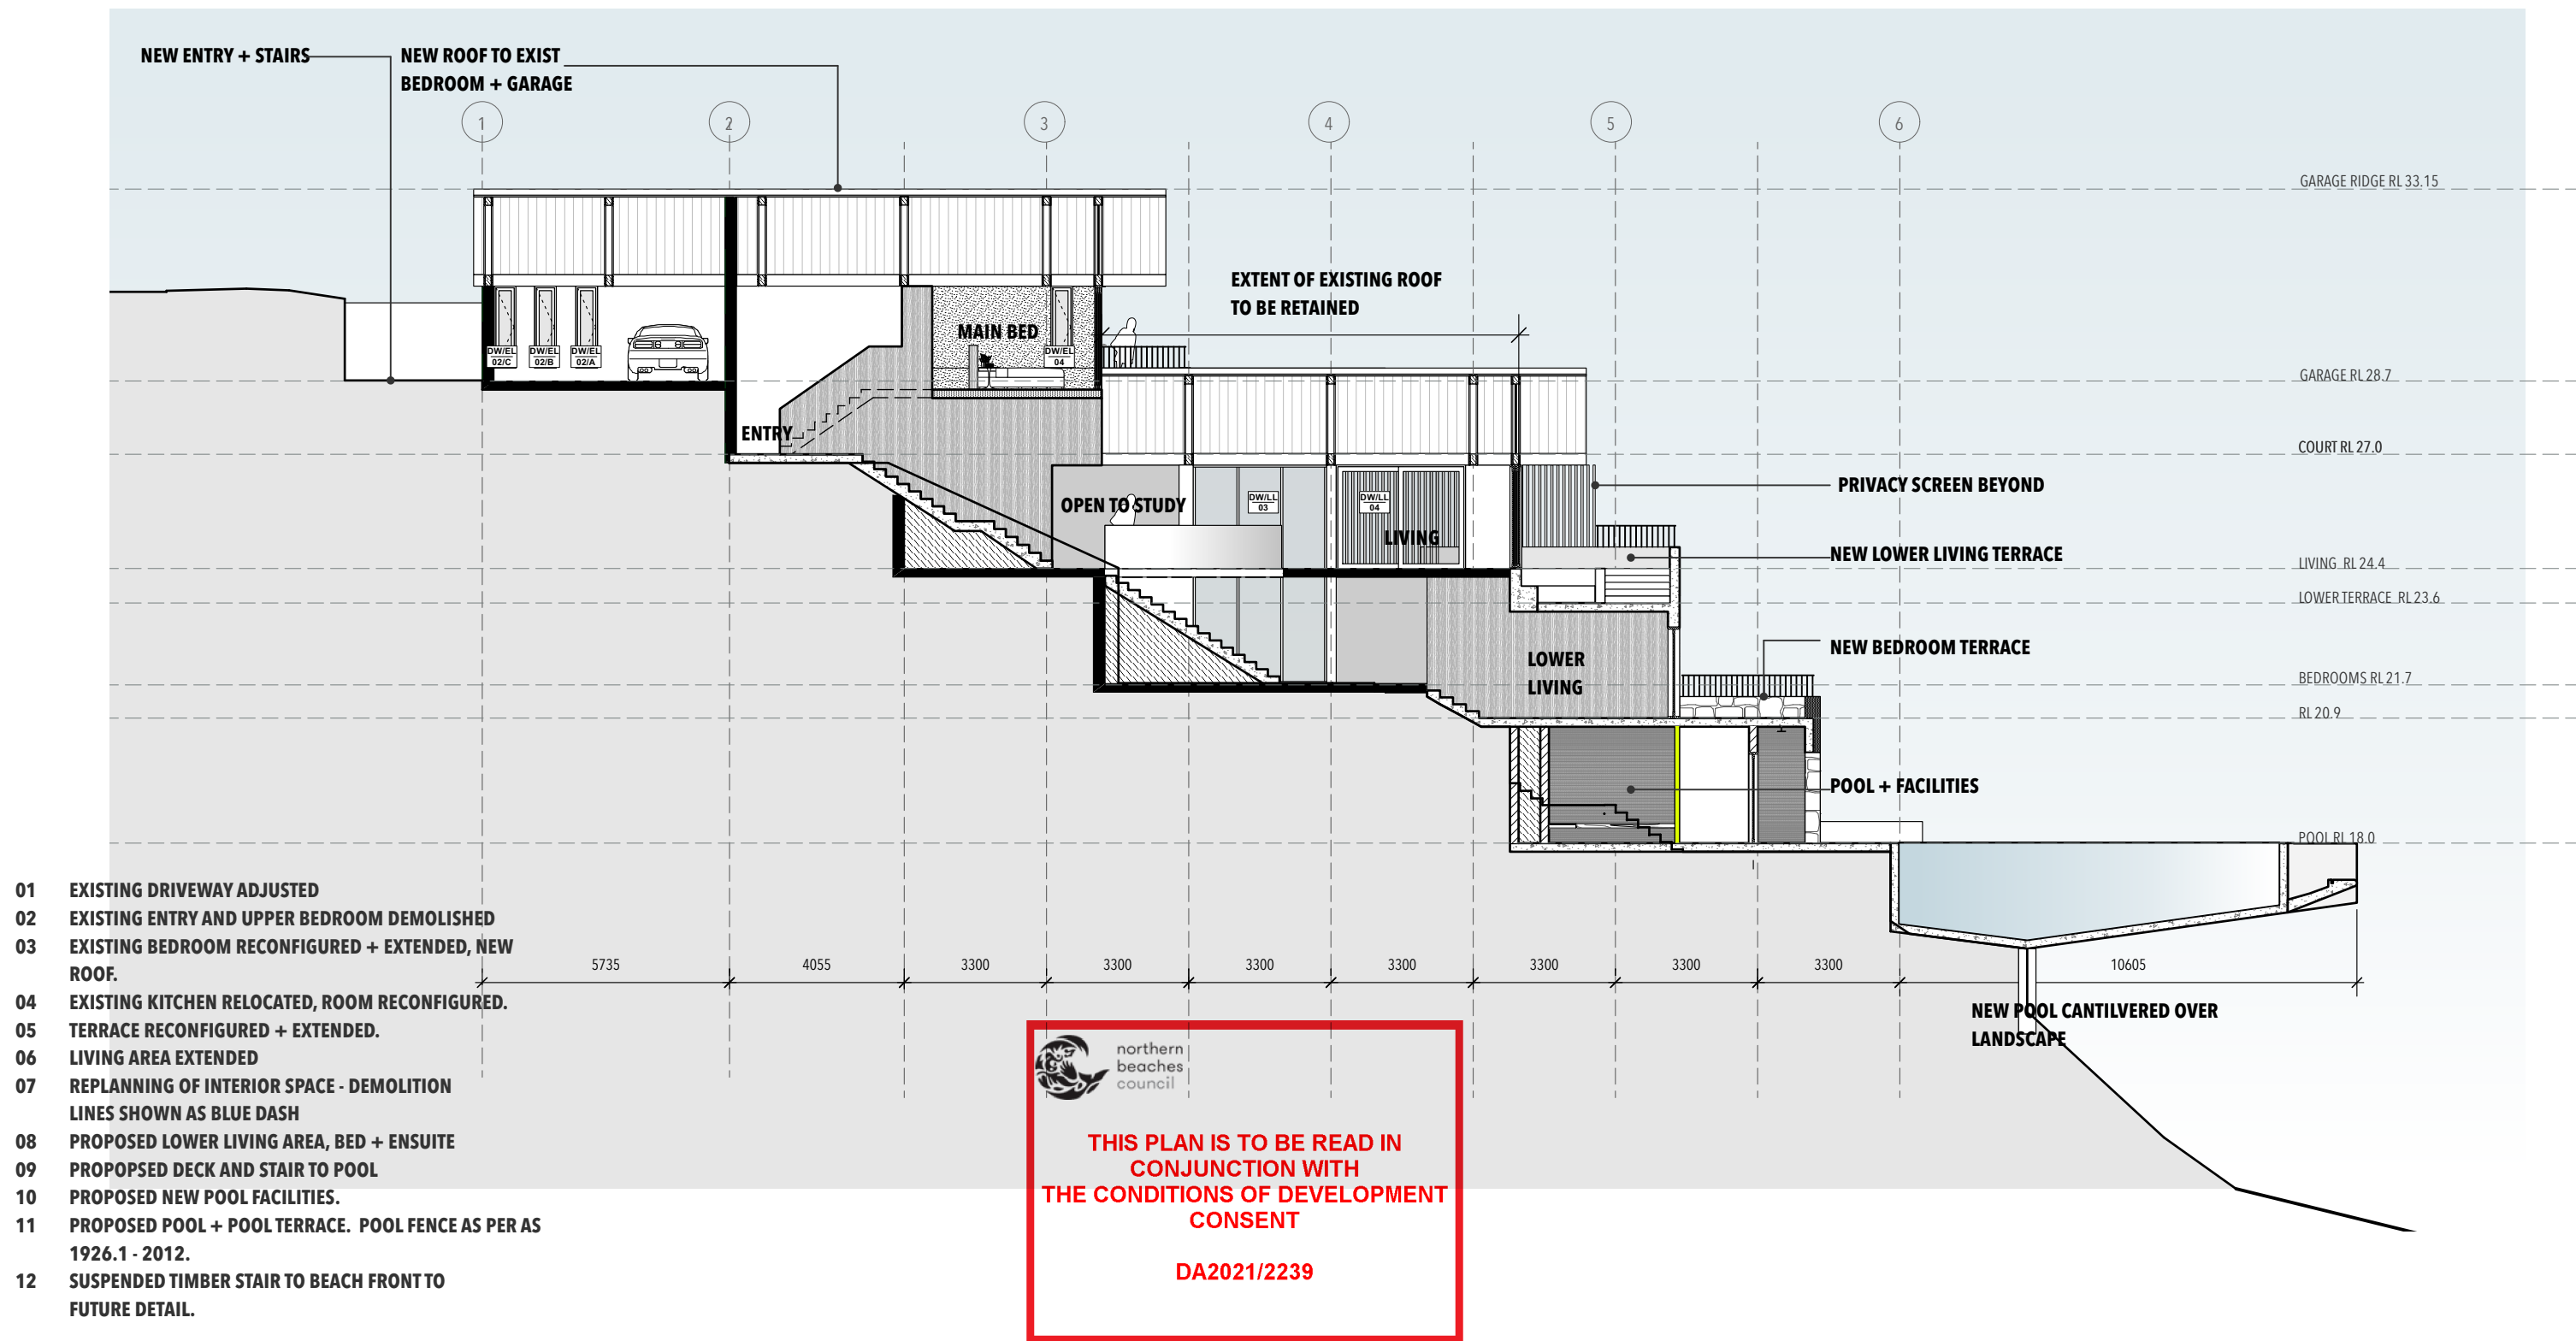 NEW ENTRY + STAIRS
NEW ROOF TO EXIST
BEDROOM + GARAGE
1
2
3
4
5
6
GARAGE RIDGE RL 33.15
EXTENT OF EXISTING ROOF
TO BE RETAINED
MAIN BED
DW/EL
02/C
DW/EL
02/B
DW/EL
02/A
DW/EL
04
GARAGE RL 28.7
ENTRY
COURT RL 27.0
PRIVACY SCREEN BEYOND
OPEN TO STUDY
DW/LL
03
DW/LL
04
LIVING
NEW LOWER LIVING TERRACE
LIVING RL 24.4
LOWER TERRACE RL 23.6
NEW BEDROOM TERRACE
LOWER
LIVING
BEDROOMS RL 21.7
RL 20.9
POOL + FACILITIES
POOL RL 18.0
01 EXISTING DRIVEWAY ADJUSTED
02 EXISTING ENTRY AND UPPER BEDROOM DEMOLISHED
03 EXISTING BEDROOM RECONFIGURED + EXTENDED, NEW
ROOF.
04 EXISTING KITCHEN RELOCATED, ROOM RECONFIGURED.
05 TERRACE RECONFIGURED + EXTENDED.
06 LIVING AREA EXTENDED
07 REPLANNING OF INTERIOR SPACE - DEMOLITION
LINES SHOWN AS BLUE DASH
08 PROPOSED LOWER LIVING AREA, BED + ENSUITE
09 PROPOPSED DECK AND STAIR TO POOL
10 PROPOSED NEW POOL FACILITIES.
11 PROPOSED POOL + POOL TERRACE. POOL FENCE AS PER AS
1926.1 - 2012.
12 SUSPENDED TIMBER STAIR TO BEACH FRONT TO
FUTURE DETAIL.
5735 4055 3300 3300 3300 3300 3300 3300 3300 10605
NEW POOL CANTILVERED OVER
LANDSCAPE
northern
beaches
council
THIS PLAN IS TO BE READ IN
CONJUNCTION WITH
THE CONDITIONS OF DEVELOPMENT
CONSENT
DA2021/2239